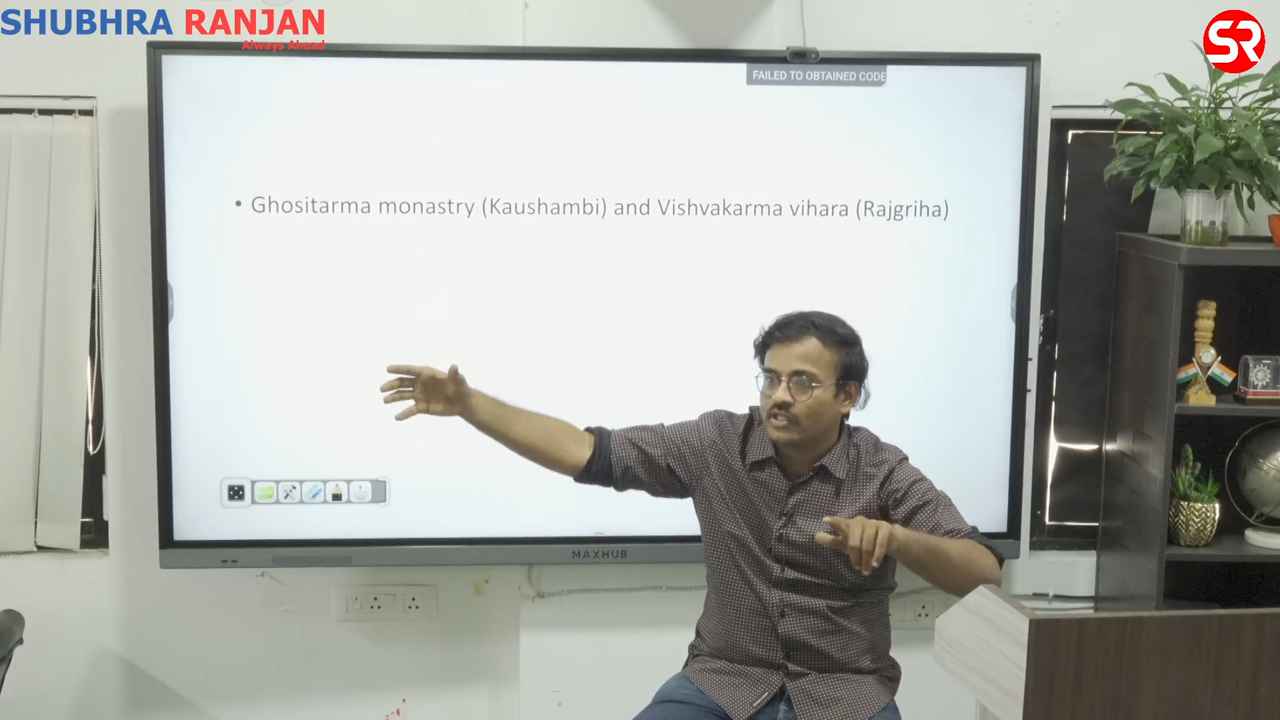 SHUBHRA RANJAN
Always Ahead
SR
FAILED TO OBTAINED CODE
• Ghositarma monastry (Kaushambi) and Vishvakarma vihara (Rajgriha)
MAXHUB